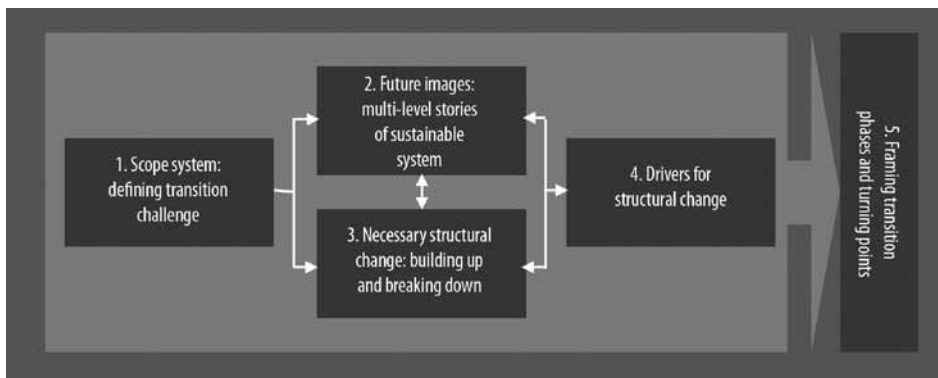 1. Scope system:
defining transition
challenge
2. Future images:
multi-level stories
of sustainable
system
3. Necessary structural
change: building up
and breaking down
4. Drivers for
structural change
5. Framing transition
phases and turning points